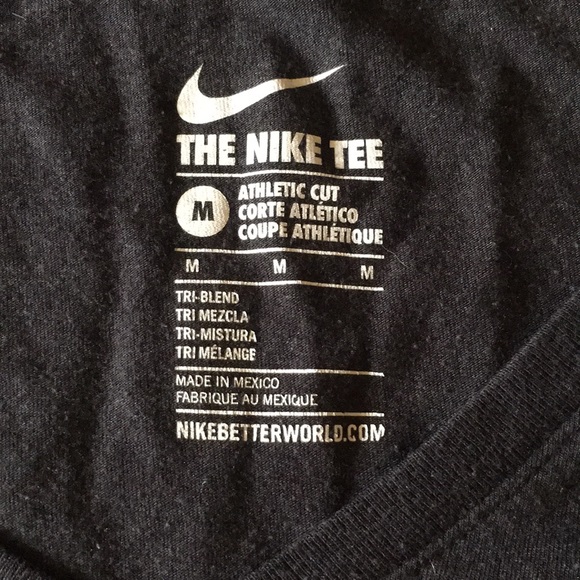 THE NIKE TEE
M
ATHLETIC CUT
CORTE ATLÉTICO
COUPE ATHLÉTIQUE
M M M
TRI-BLEND
TRI MEZCLA
TRI-MISTURA
TRI MÉLANGE
MADE IN MEXICO
FABRIQUE AU MEXIQUE
NIKEBETTERWORLD.COM